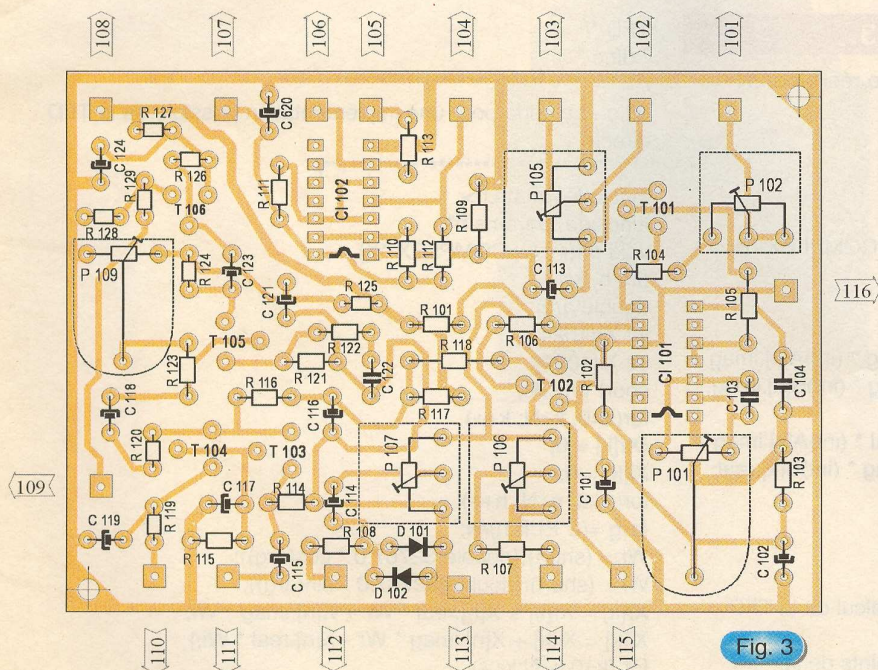 108
107
106
105
104
103
102
101
R 127
C 620
C 124
R 113
R 126
R 129
R 111
CI 102
P 105
P 102
R 109
T 106
T 101
R 128
R 110
R 112
P 109
R 124
C 123
R 104
C 113
C 121
R 105
116
R 125
R 101
R 106
T 105
R 122
R 118
R 102
CI 101
R 123
R 121
C 122
T 102
C 103
C 104
C 118
R 116
C 116
R 117
R 120
T 104
T 103
P 107
P 106
P 101
R 103
109
R 114
C 114
C 101
C 117
C 119
R 119
R 115
C 115
R 108
D 101
R 107
C 102
D 102
110
111
112
113
114
115
Fig. 3